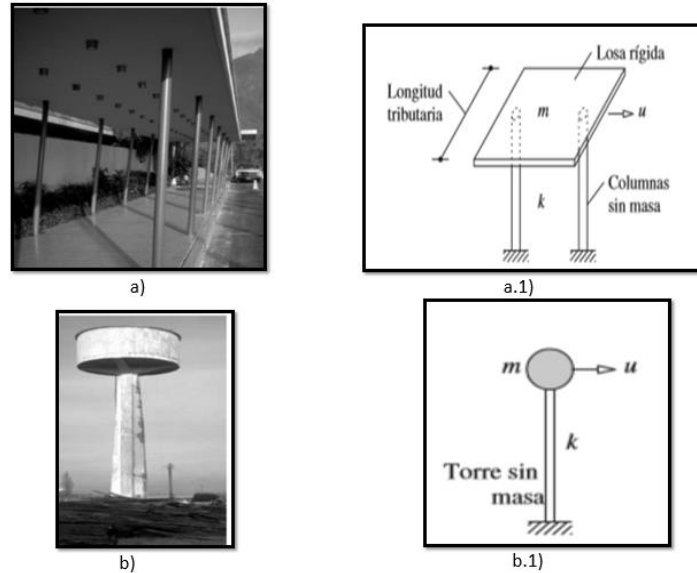 Losa rígida
Longitud
tributaria
m
u
k
Columnas
sin masa
a)
a.1)
m
u
k
Torre sin
masa
b)
b.1)